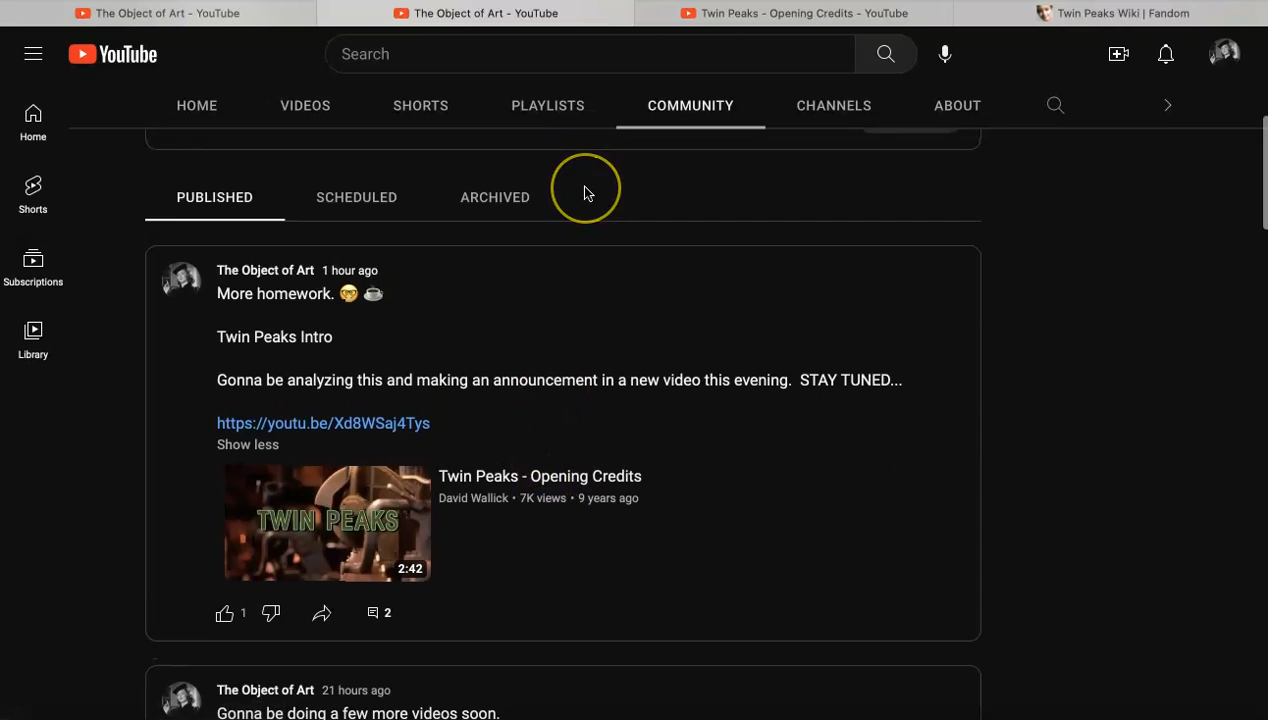 The Object of Art - YouTube
The Object of Art - YouTube
Twin Peaks - Opening Credits - YouTube
Twin Peaks Wiki | Fandom
YouTube
Search
HOME
VIDEOS
SHORTS
PLAYLISTS
COMMUNITY
CHANNELS
ABOUT
Home
Shorts
Subscriptions
Library
PUBLISHED
SCHEDULED
ARCHIVED
The Object of Art 1 hour ago
More homework. 🤓 ☕
Twin Peaks Intro
Gonna be analyzing this and making an announcement in a new video this evening.  STAY TUNED...
https://youtu.be/Xd8WSaj4Tys
Show less
TWIN PEAKS
2:42
Twin Peaks - Opening Credits
David Wallick • 7K views • 9 years ago
1
2
The Object of Art 21 hours ago
Gonna be doing a few more videos soon.